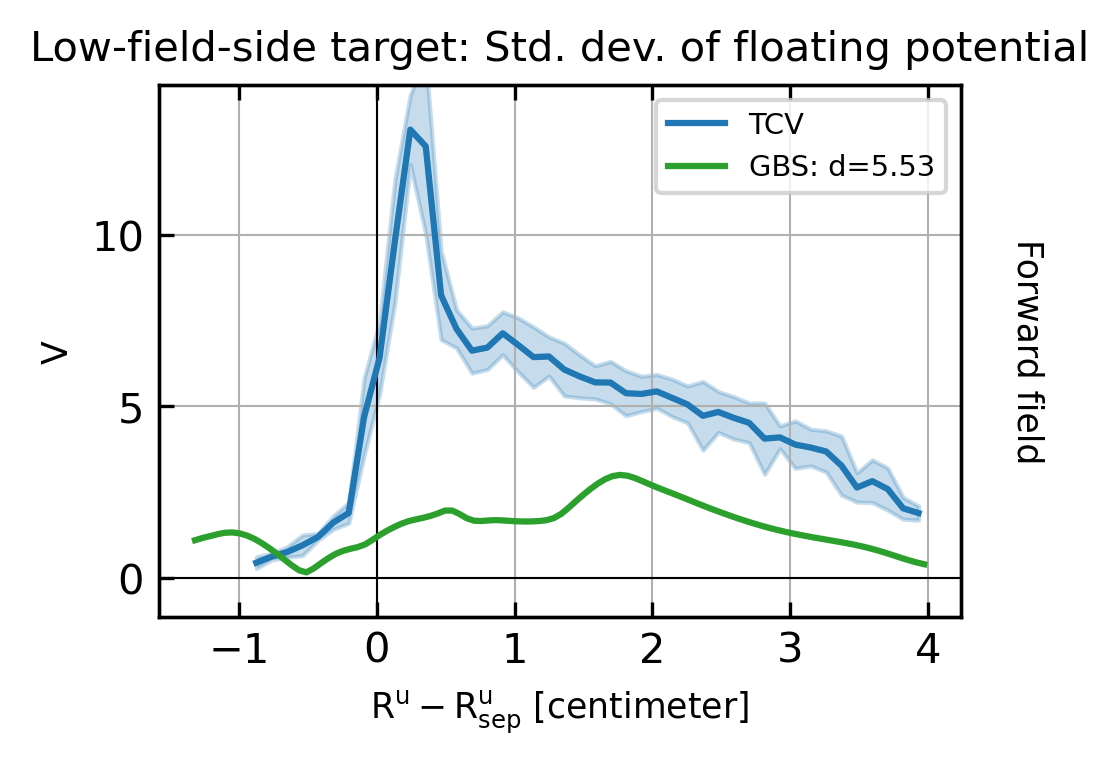 Low-field-side target: Std. dev. of floating potential
TCV
GBS: d=5.53
V
10
5
0
Forward field
−1 0 1 2 3 4
R^u − R^u_sep [centimeter]